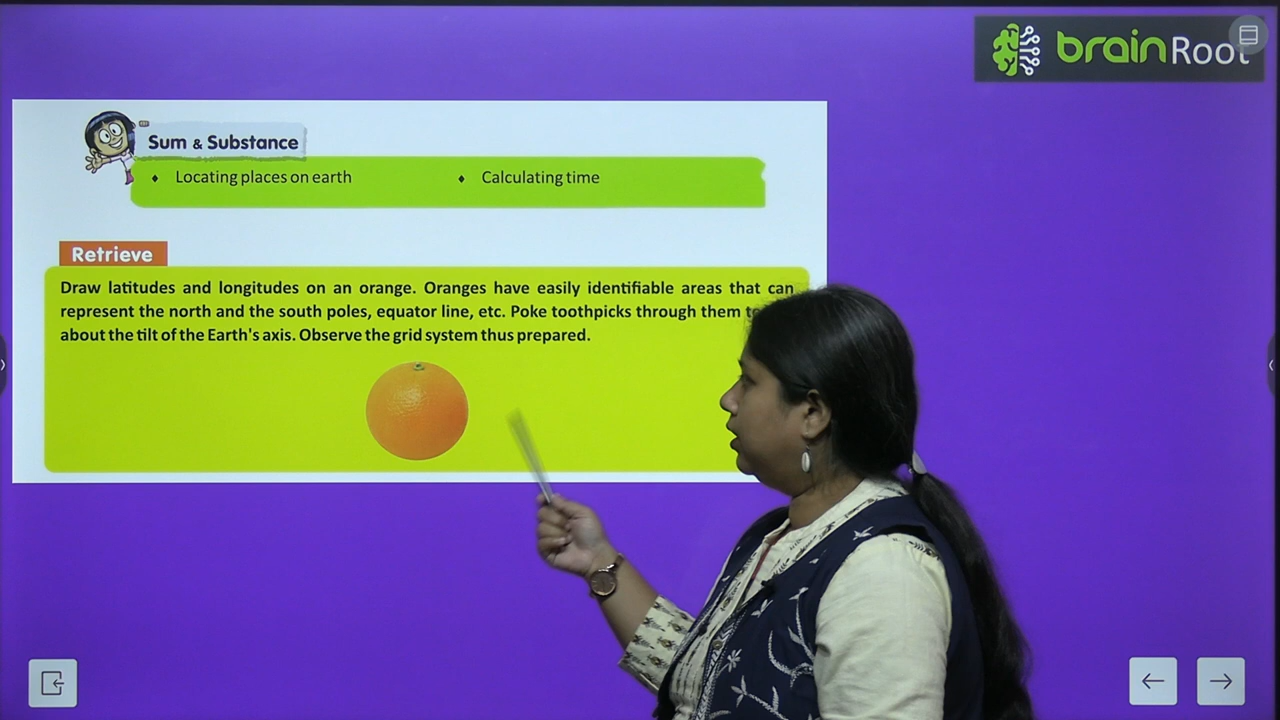 brainRoot
Sum & Substance
♦ Locating places on earth ♦ Calculating time
Retrieve
Draw latitudes and longitudes on an orange. Oranges have easily identifiable areas that can
represent the north and the south poles, equator line, etc. Poke toothpicks through them
about the tilt of the Earth's axis. Observe the grid system thus prepared.